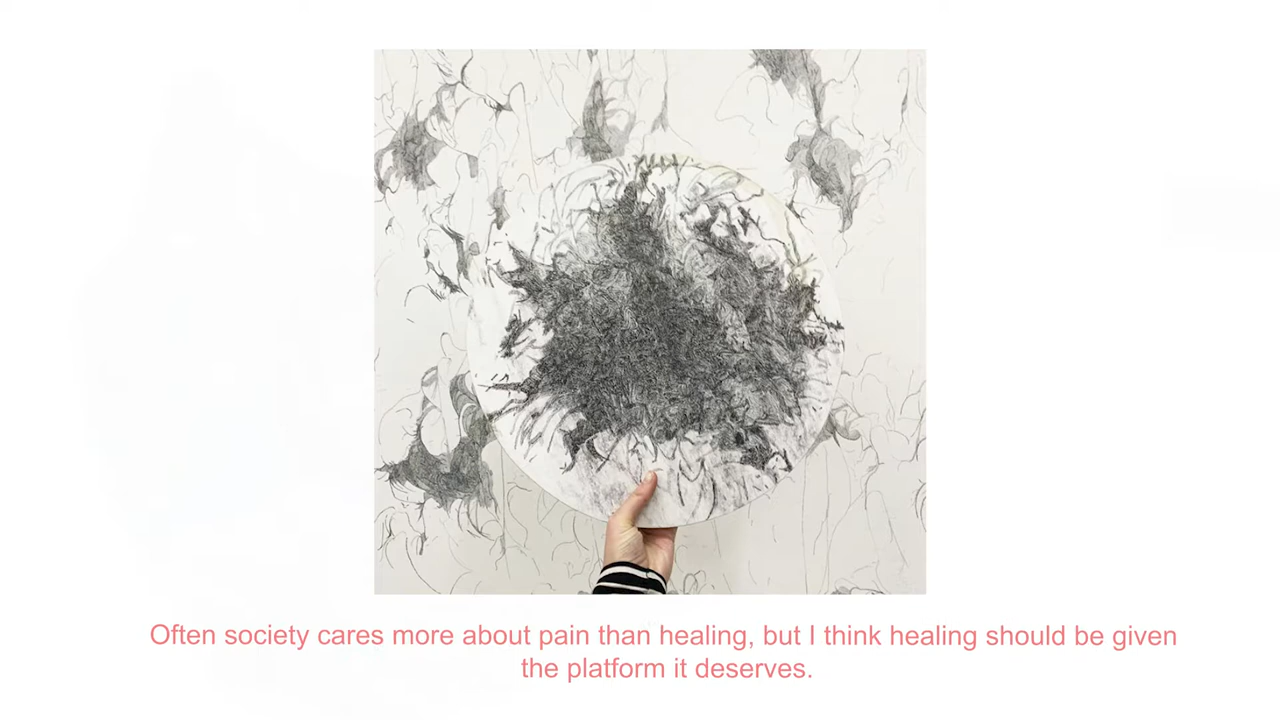 Often society cares more about pain than healing, but I think healing should be given
the platform it deserves.